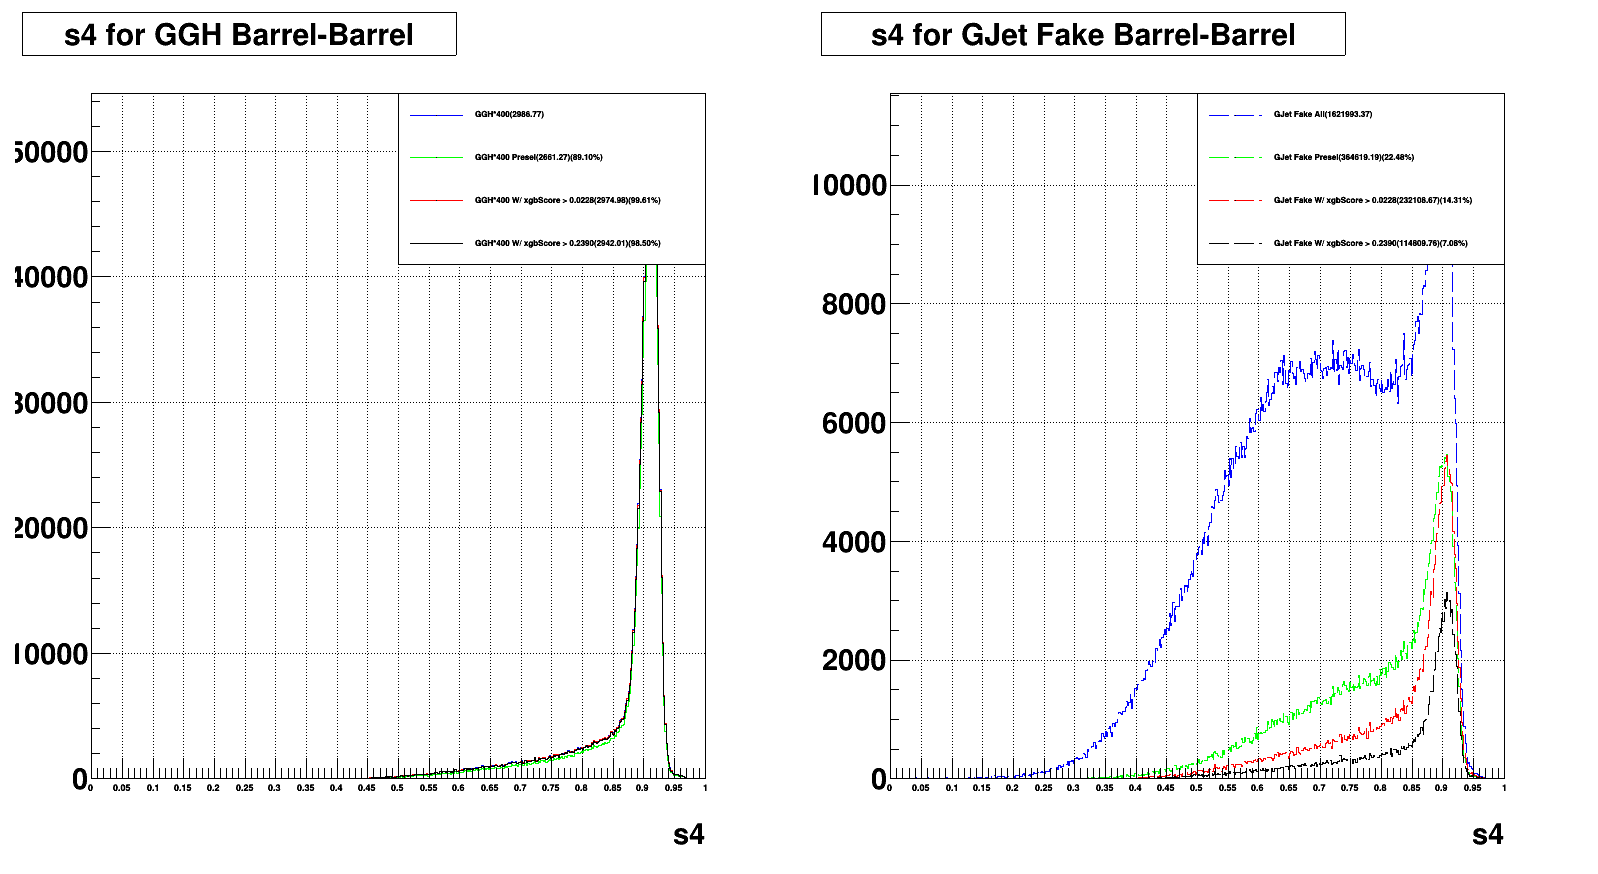 s4 for GGH Barrel-Barrel
GGH*400(2986.77)
GGH*400 Presel(2661.27)(89.10%)
GGH*400 W/ xgbScore > 0.0228(2974.98)(99.61%)
GGH*400 W/ xgbScore > 0.2390(2942.01)(98.50%)
50000
40000
30000
20000
10000
0
0 0.05 0.1 0.15 0.2 0.25 0.3 0.35 0.4 0.45 0.5 0.55 0.6 0.65 0.7 0.75 0.8 0.85 0.9 0.95 1
s4
s4 for GJet Fake Barrel-Barrel
GJet Fake All(1621993.37)
GJet Fake Presel(364619.19)(22.48%)
GJet Fake W/ xgbScore > 0.0228(232108.67)(14.31%)
GJet Fake W/ xgbScore > 0.2390(114809.76)(7.08%)
10000
8000
6000
4000
2000
0
0 0.05 0.1 0.15 0.2 0.25 0.3 0.35 0.4 0.45 0.5 0.55 0.6 0.65 0.7 0.75 0.8 0.85 0.9 0.95 1
s4